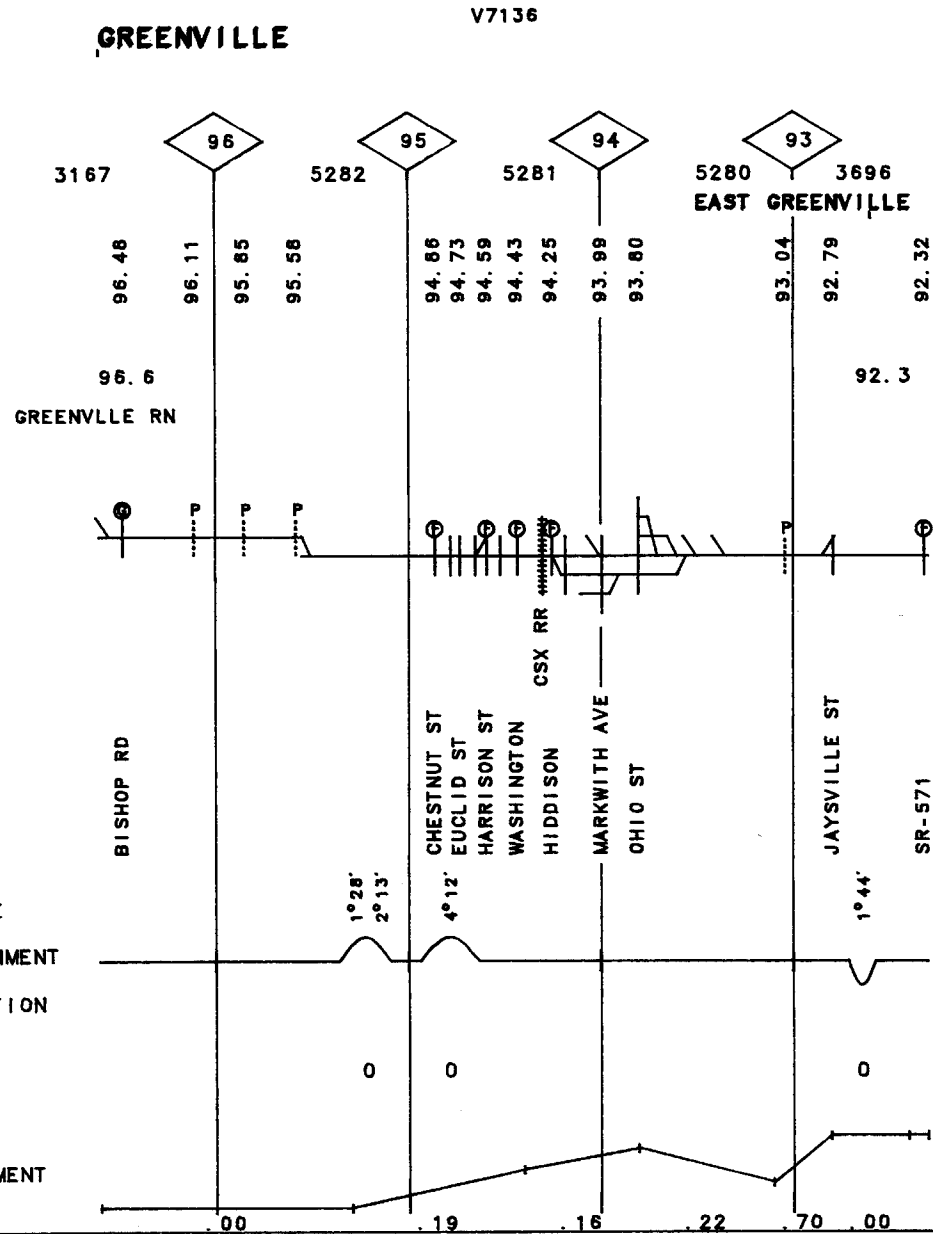 V7136
GREENVILLE
96 95 94 93
3167 5282 5281 5280 3696
EAST GREENVILLE
96.48
96.11
95.85
95.58
94.86
94.73
94.59
94.43
94.25
93.99
93.80
93.04
92.79
92.32
96.6 92.3
GREENVLLE RN
G P P P F F F F P F
CSX RR
BISHOP RD
CHESTNUT ST
EUCLID ST
HARRISON ST
WASHINGTON
HIDDISON
MARKWITH AVE
OHIO ST
JAYSVILLE ST
SR-571
1°28'
2°13'
4°12'
1°44'
NMENT
TION
0 0 0
MENT
.00 .19 .16 .22 .70 .00